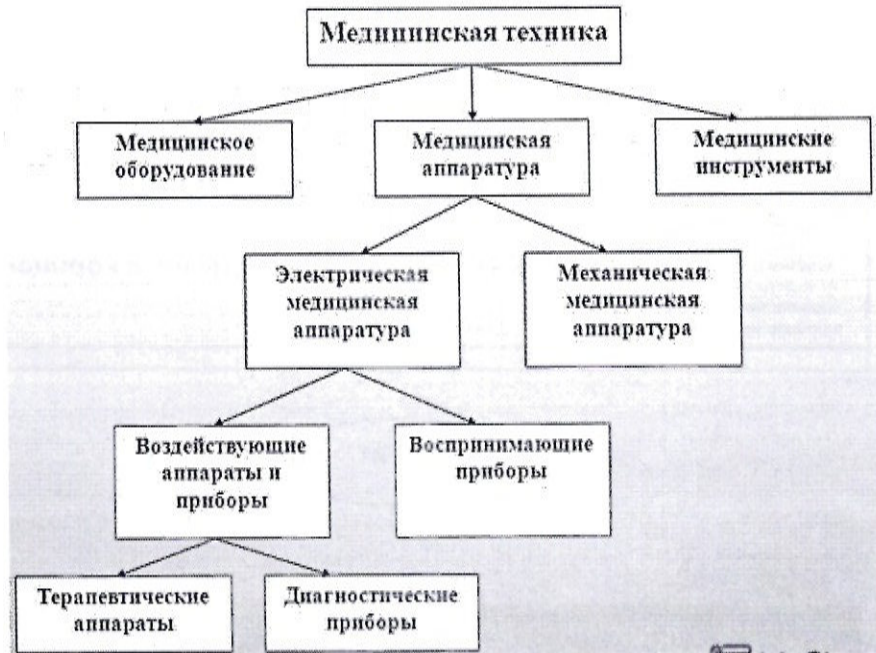 Медицинская техника
Медицинское
оборудование
Медицинская
аппаратура
Медицинские
инструменты
Электрическая
медицинская
аппаратура
Механическая
медицинская
аппаратура
Воздействующие
аппараты и
приборы
Воспринимающие
приборы
Терапевтические
аппараты
Диагностические
приборы